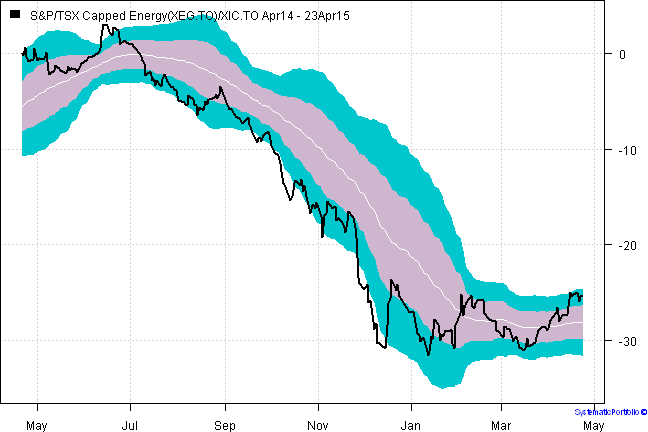 S&P/TSX Capped Energy(XEG.TO)/XIC.TO Apr14 - 23Apr15
0
-10
-20
-30
SystematicPortfolio ©
May Jul Sep Nov Jan Mar May